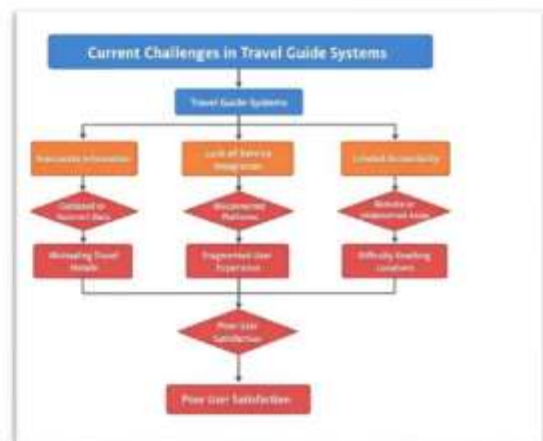 Current Challenges in Travel Guide Systems
Travel Guide Systems
Inaccurate Information
Lack of Service
Integration
Limited Accessibility
Outdated or
Incorrect Data
Disconnected
Platforms
Remote or
Areas
Misleading Travel
Details
Fragmented User
Experience
Difficulty Reaching
Locations
Poor User
Satisfaction
Poor User Satisfaction